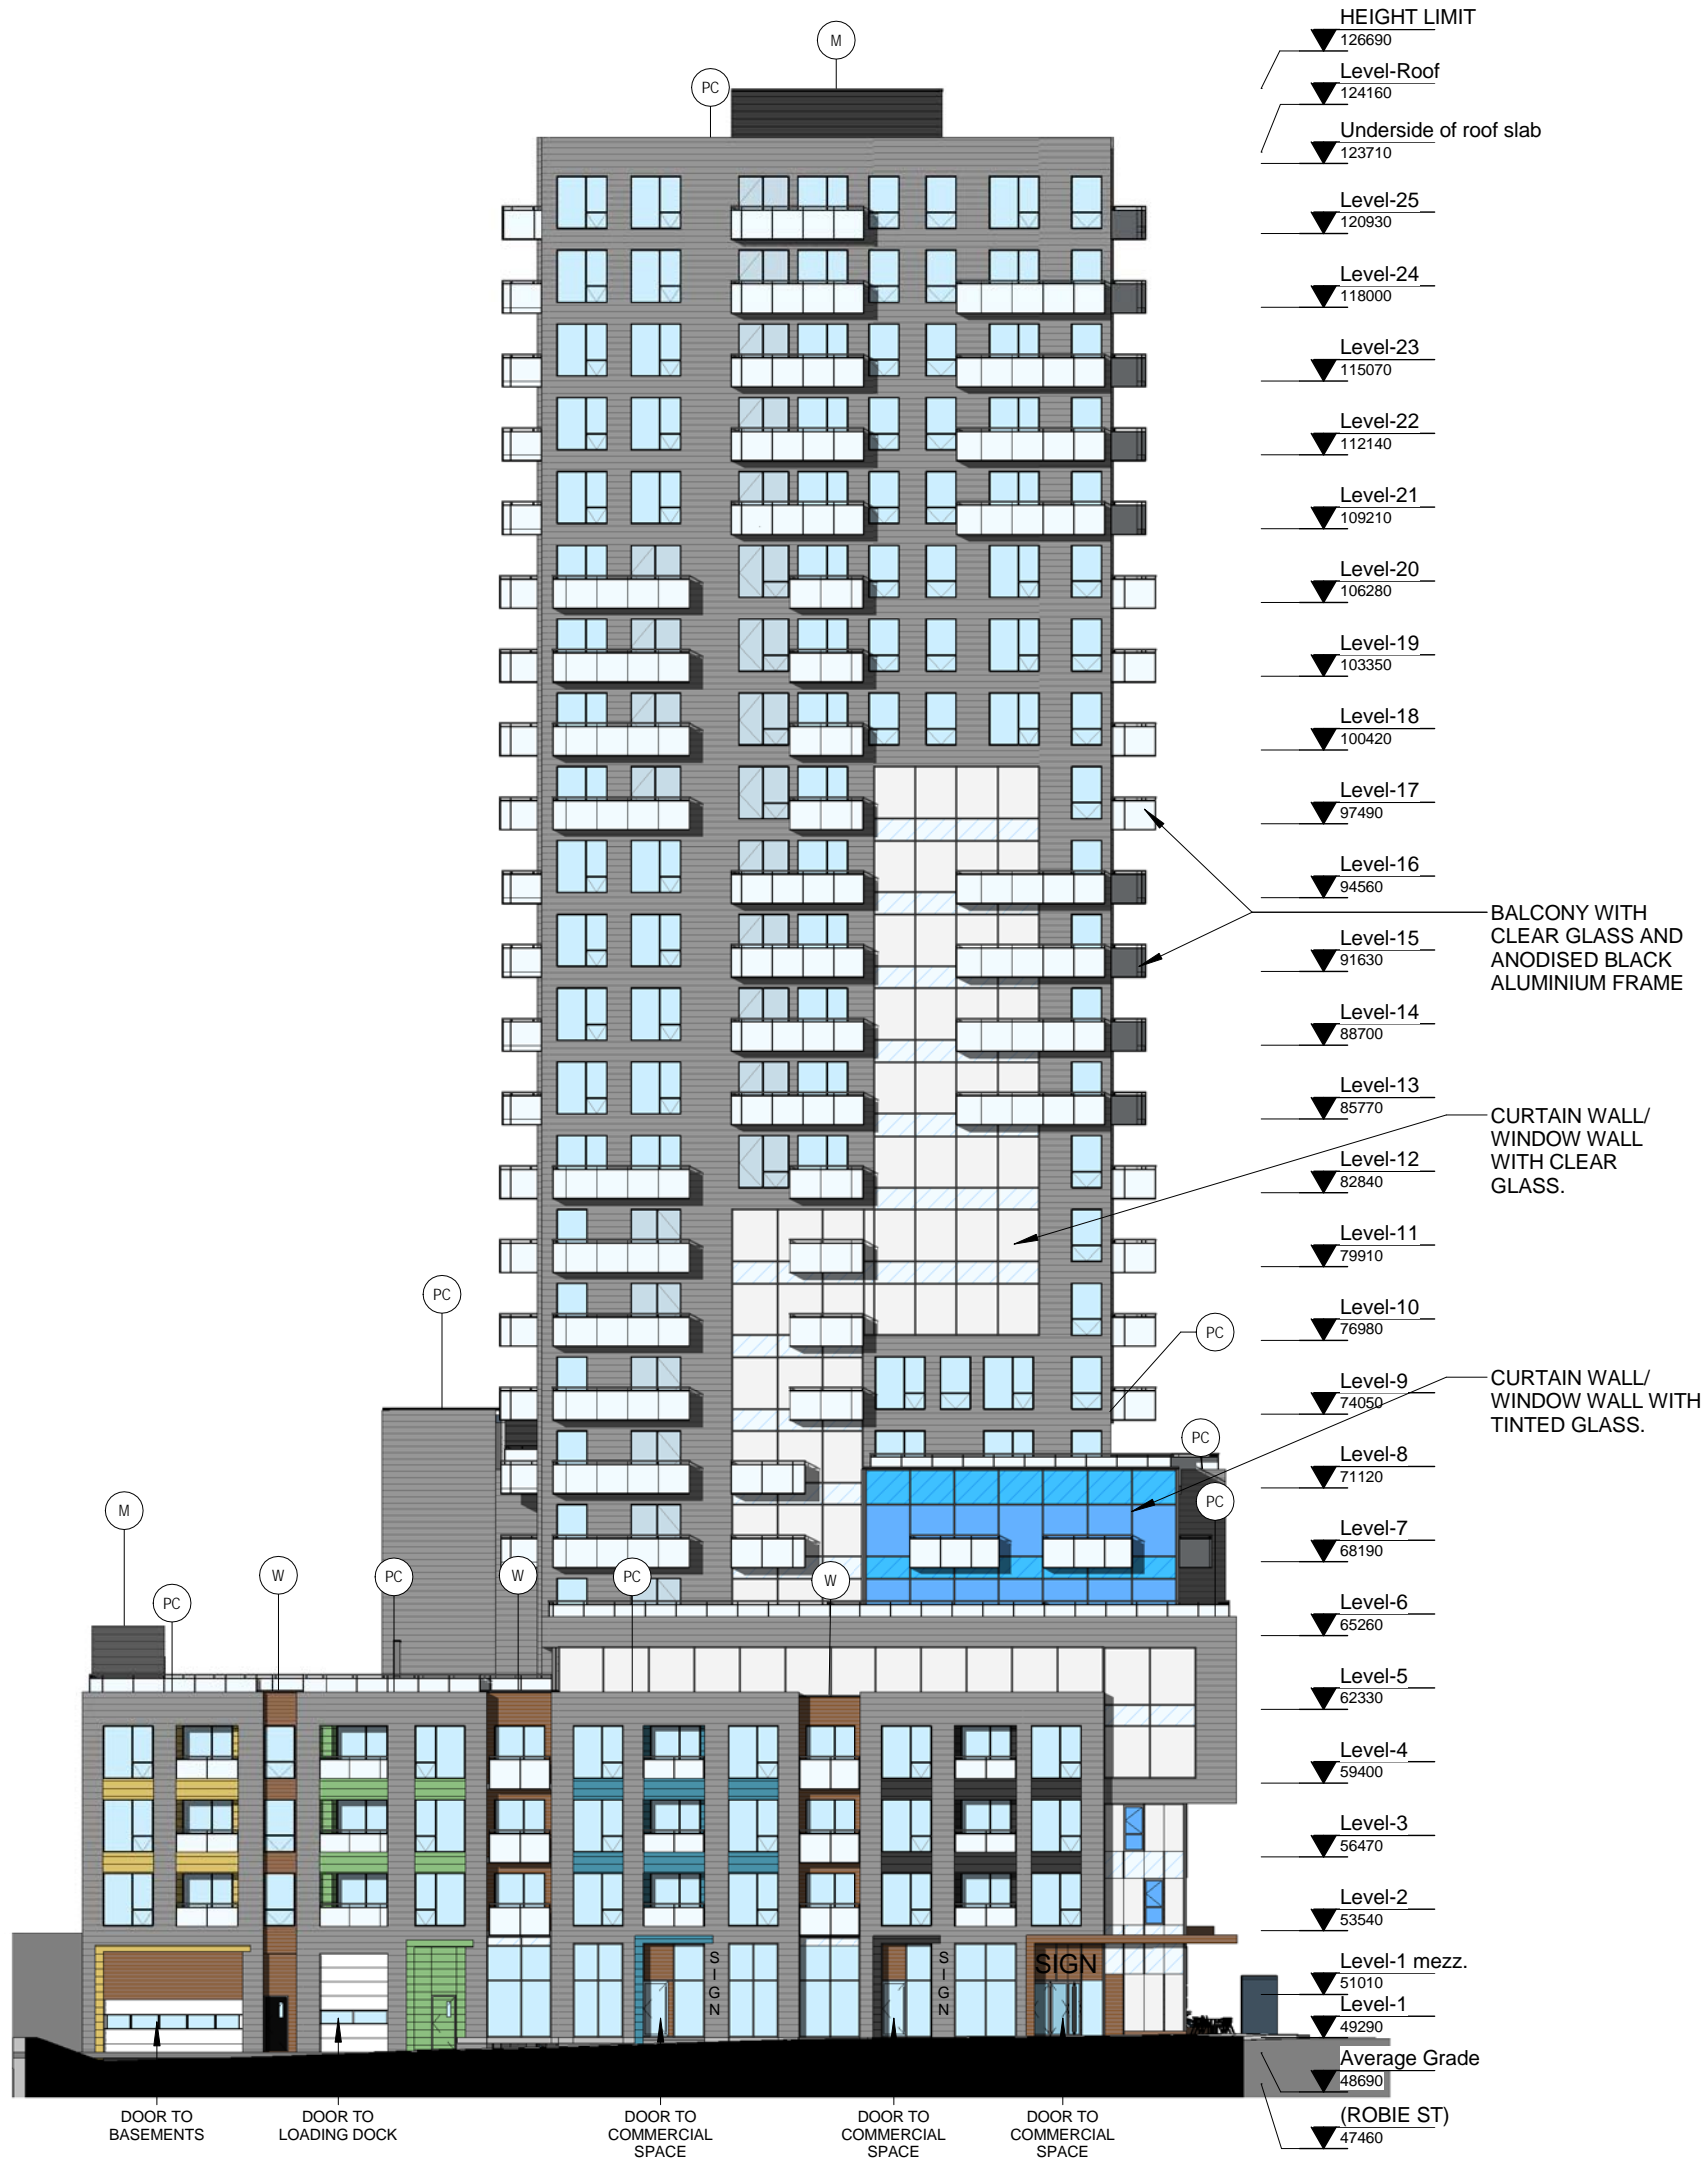 HEIGHT LIMIT
126690
Level-Roof
124160
Underside of roof slab
123710
Level-25
120930
Level-24
118000
Level-23
115070
Level-22
112140
Level-21
109210
Level-20
106280
Level-19
103350
Level-18
100420
Level-17
97490
Level-16
94560
Level-15
91630
Level-14
88700
Level-13
85770
Level-12
82840
Level-11
79910
Level-10
76980
Level-9
74050
Level-8
71120
Level-7
68190
Level-6
65260
Level-5
62330
Level-4
59400
Level-3
56470
Level-2
53540
Level-1 mezz.
51010
Level-1
49290
Average Grade
48690
(ROBIE ST)
47460
BALCONY WITH
CLEAR GLASS AND
ANODISED BLACK
ALUMINIUM FRAME
CURTAIN WALL/
WINDOW WALL
WITH CLEAR
GLASS.
CURTAIN WALL/
WINDOW WALL WITH
TINTED GLASS.
M
PC
PC
PC
PC
PC
M
PC
W
PC
W
PC
W
SIGN
SIGN
SIGN
DOOR TO
BASEMENTS
DOOR TO
LOADING DOCK
DOOR TO
COMMERCIAL
SPACE
DOOR TO
COMMERCIAL
SPACE
DOOR TO
COMMERCIAL
SPACE